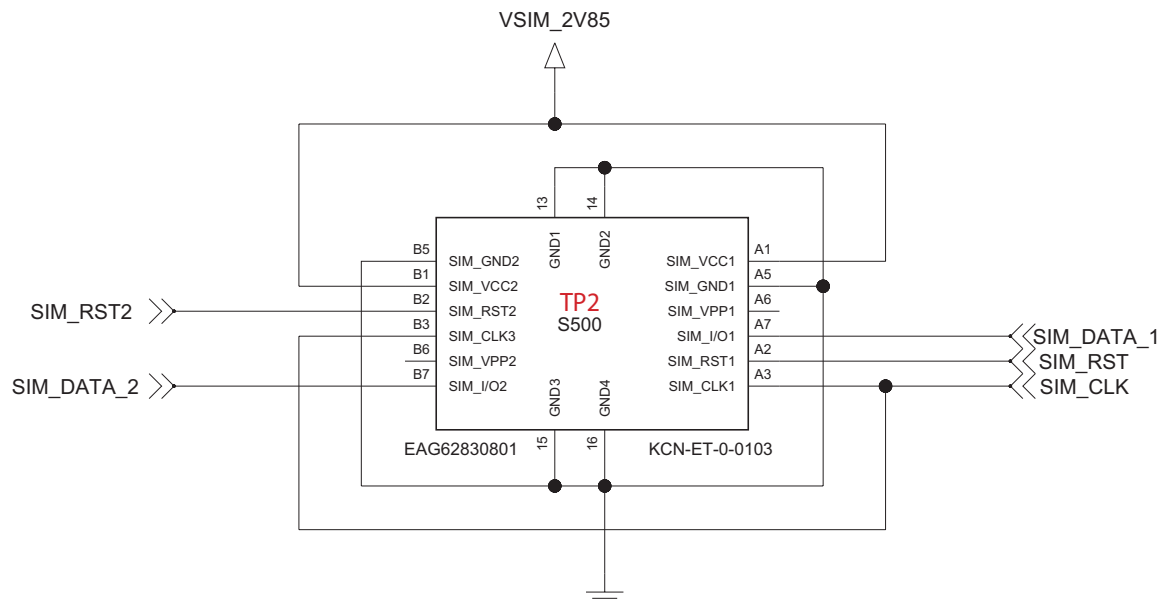 VSIM_2V85
13
14
GND1
GND2
B5
SIM_GND2
SIM_VCC1
A1
B1
SIM_VCC2
SIM_GND1
A5
SIM_RST2
B2
SIM_RST2
TP2
S500
SIM_VPP1
A6
B3
SIM_CLK3
SIM_I/O1
A7
SIM_DATA_1
B6
SIM_VPP2
SIM_RST1
A2
SIM_RST
SIM_DATA_2
B7
SIM_I/O2
SIM_CLK1
A3
SIM_CLK
GND3
GND4
EAG62830801
15
16
KCN-ET-0-0103